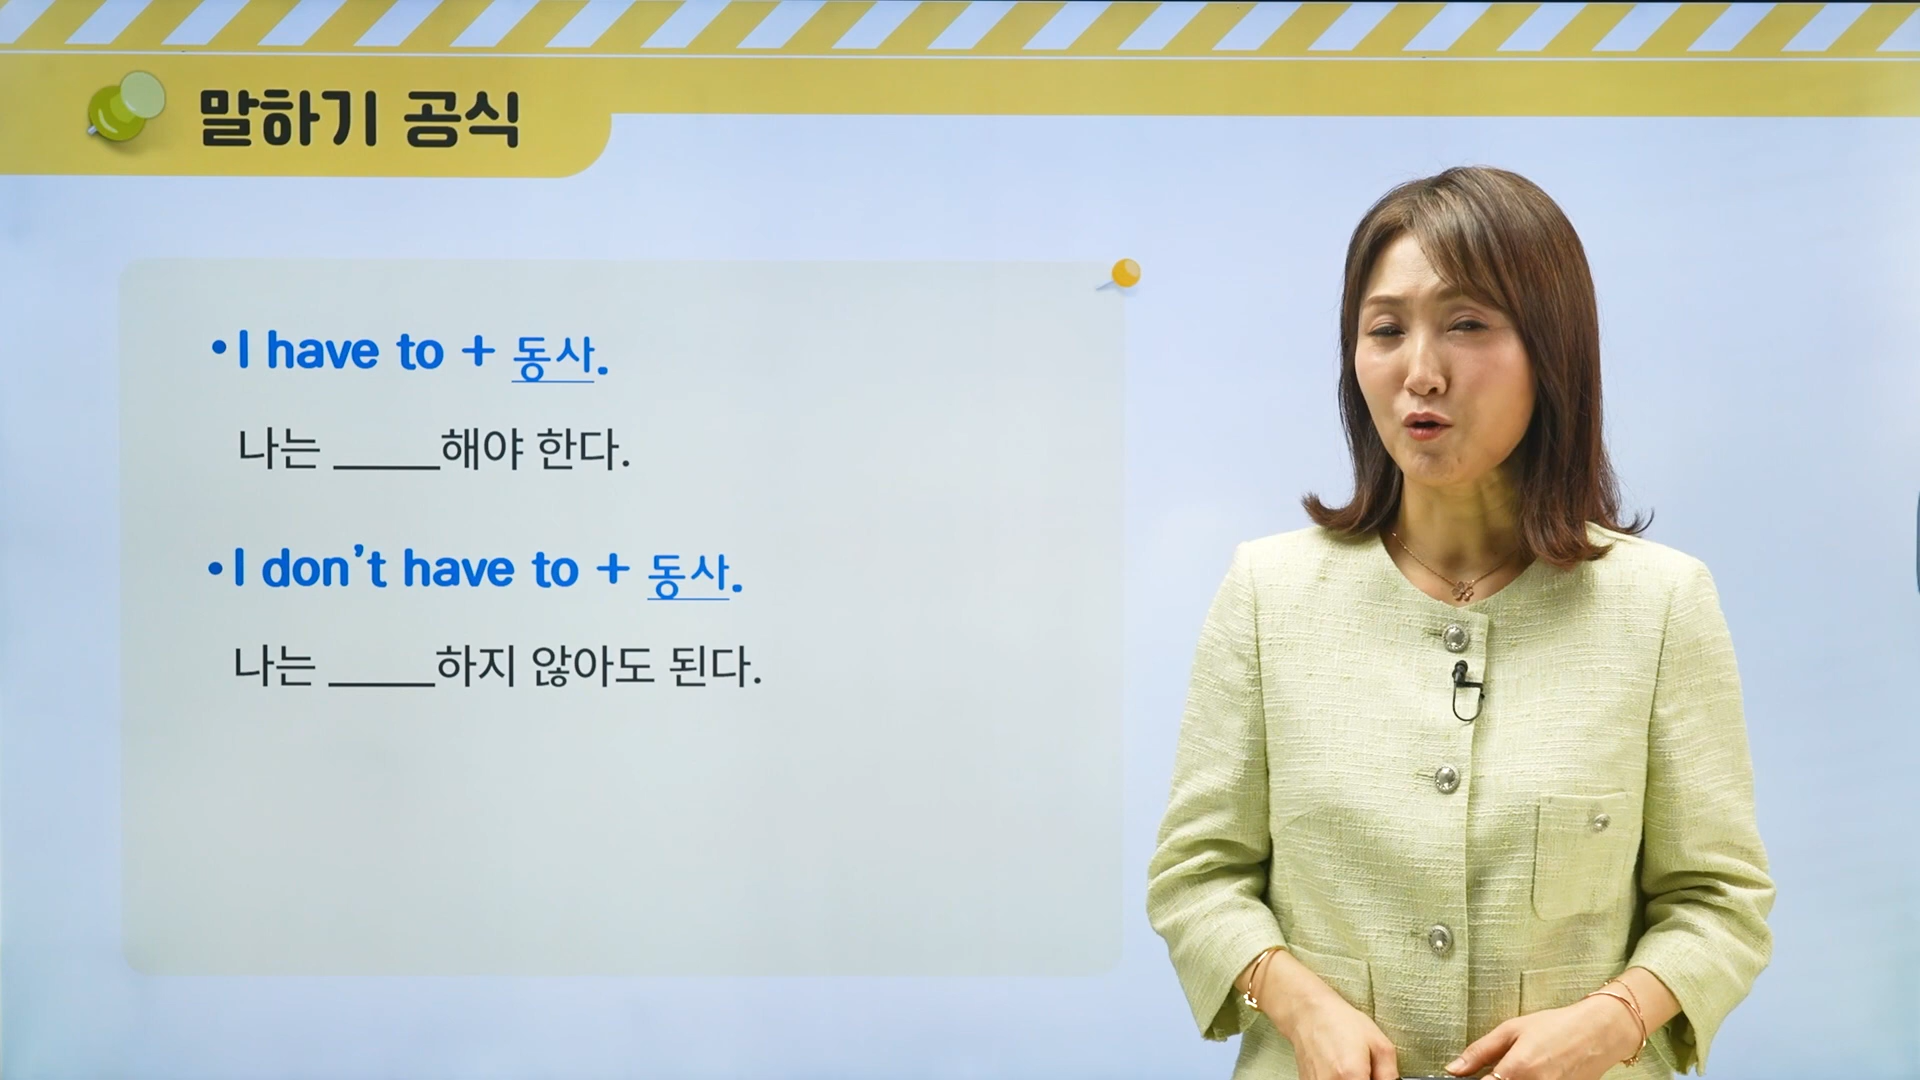 말하기 공식
•I have to + 동사.
나는 _____해야 한다.
•I don’t have to + 동사.
나는 _____하지 않아도 된다.